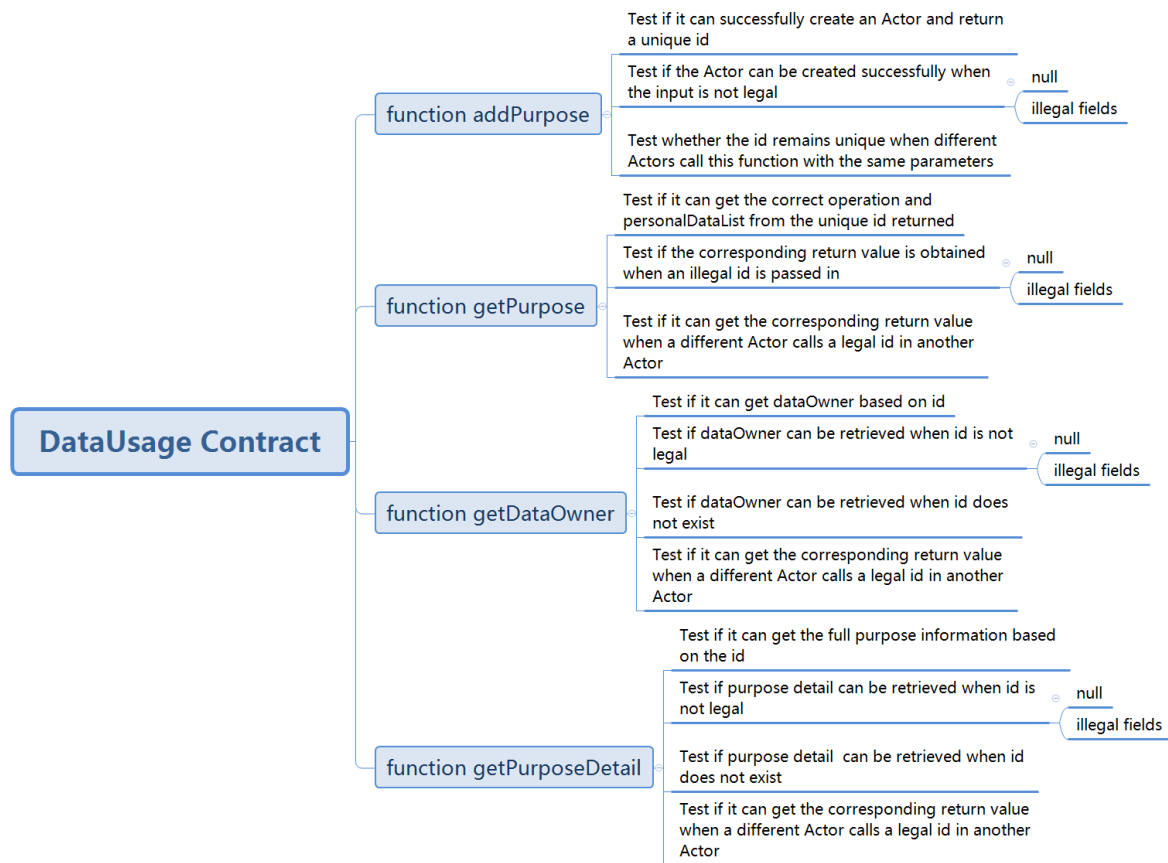 DataUsage Contract
function addPurpose
Test if it can successfully create an Actor and return
a unique id
Test if the Actor can be created successfully when
the input is not legal
null
illegal fields
Test whether the id remains unique when different
Actors call this function with the same parameters
function getPurpose
Test if it can get the correct operation and
personalDataList from the unique id returned
Test if the corresponding return value is obtained
when an illegal id is passed in
null
illegal fields
Test if it can get the corresponding return value
when a different Actor calls a legal id in another
Actor
function getDataOwner
Test if it can get dataOwner based on id
Test if dataOwner can be retrieved when id is not
legal
null
illegal fields
Test if dataOwner can be retrieved when id does
not exist
Test if it can get the corresponding return value
when a different Actor calls a legal id in another
Actor
function getPurposeDetail
Test if it can get the full purpose information based
on the id
Test if purpose detail can be retrieved when id is
not legal
null
illegal fields
Test if purpose detail  can be retrieved when id
does not exist
Test if it can get the corresponding return value
when a different Actor calls a legal id in another
Actor